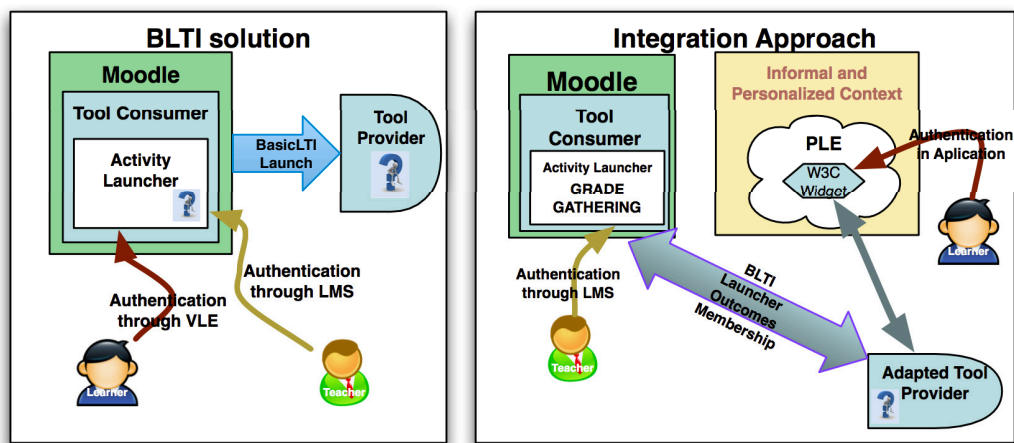 BLTI solution
Moodle
Tool Consumer
Activity
Launcher
BasicLTI
Launch
Tool
Provider
Authentication
through VLE
Authentication
through LMS
Learner
Teacher
Integration Approach
Moodle
Tool
Consumer
Activity Launcher
GRADE
GATHERING
Informal and
Personalized Context
PLE
W3C
Widget
Authentication
in Aplication
Learner
Authentication
through LMS
Teacher
BLTI
Launcher
Outcomes
Membership
Adapted Tool
Provider